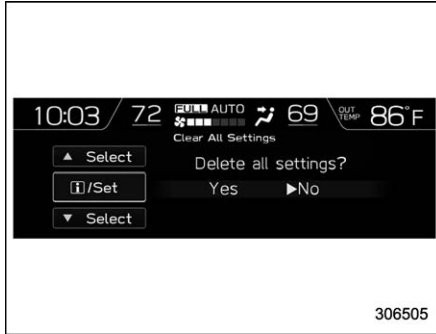 10:03 72 FULL AUTO 69 OUT TEMP 86°F
Clear All Settings
▲ Select
Delete all settings?
i/Set
Yes ▶No
▼ Select
306505